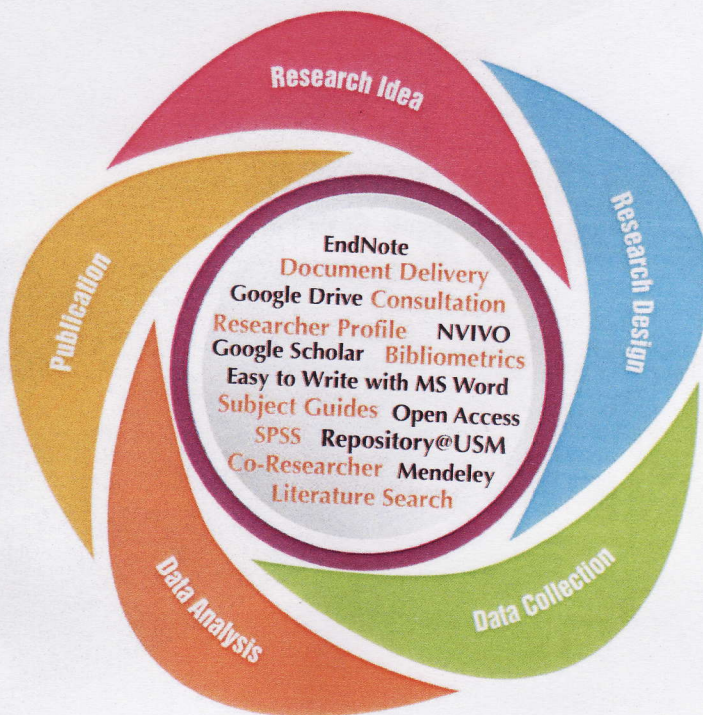 Research Idea
Research Design
Data Collection
Data Analysis
Publication
EndNote
Document Delivery
Google Drive Consultation
Researcher Profile NVIVO
Google Scholar Bibliometrics
Easy to Write with MS Word
Subject Guides Open Access
SPSS Repository@USM
Co-Researcher Mendeley
Literature Search